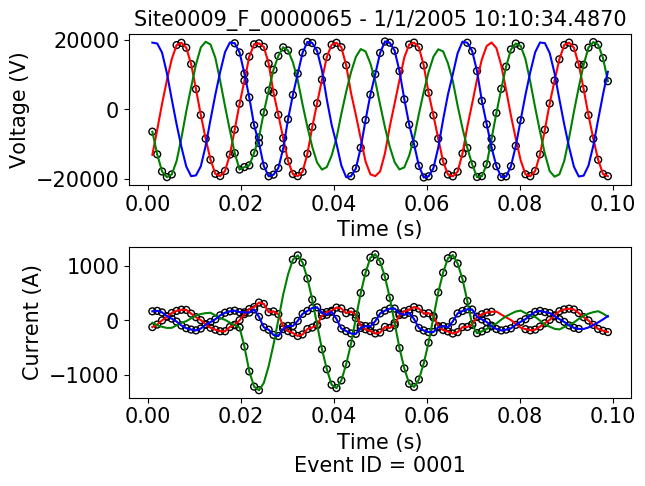 Site0009_F_0000065 - 1/1/2005 10:10:34.4870
Voltage (V)
20000
0
−20000
0.00 0.02 0.04 0.06 0.08 0.10
Time (s)
Current (A)
1000
0
−1000
0.00 0.02 0.04 0.06 0.08 0.10
Time (s)
Event ID = 0001